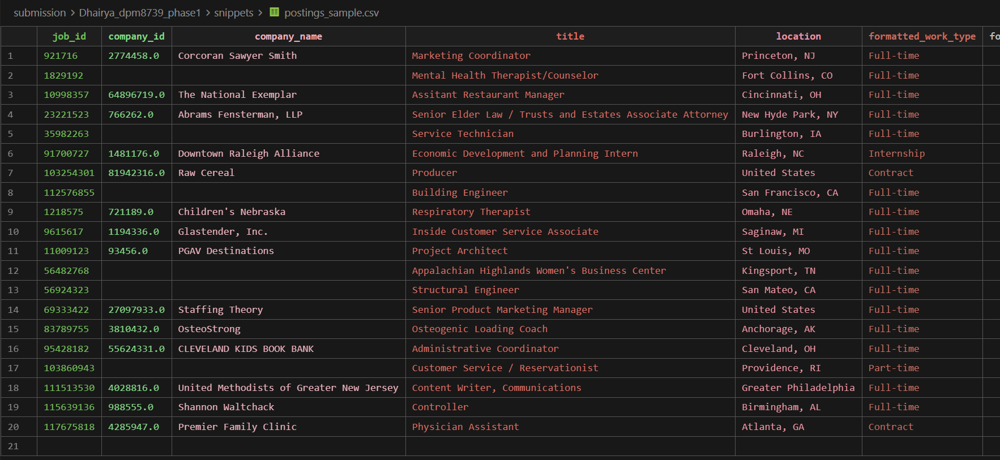 submission > Dhairya_dpm8739_phase1 > snippets > postings_sample.csv
job_id company_id company_name title location formatted_work_type fo
1 921716 2774458.0 Corcoran Sawyer Smith Marketing Coordinator Princeton, NJ Full-time
2 1829192 Mental Health Therapist/Counselor Fort Collins, CO Full-time
3 10998357 64896719.0 The National Exemplar Assitant Restaurant Manager Cincinnati, OH Full-time
4 23221523 766262.0 Abrams Fensterman, LLP Senior Elder Law / Trusts and Estates Associate Attorney New Hyde Park, NY Full-time
5 35982263 Service Technician Burlington, IA Full-time
6 91700727 1481176.0 Downtown Raleigh Alliance Economic Development and Planning Intern Raleigh, NC Internship
7 103254301 81942316.0 Raw Cereal Producer United States Contract
8 112576855 Building Engineer San Francisco, CA Full-time
9 1218575 721189.0 Children's Nebraska Respiratory Therapist Omaha, NE Full-time
10 9615617 1194336.0 Glastender, Inc. Inside Customer Service Associate Saginaw, MI Full-time
11 11009123 93456.0 PGAV Destinations Project Architect St Louis, MO Full-time
12 56482768 Appalachian Highlands Women's Business Center Kingsport, TN Full-time
13 56924323 Structural Engineer San Mateo, CA Full-time
14 69333422 27097933.0 Staffing Theory Senior Product Marketing Manager United States Full-time
15 83789755 3810432.0 OsteoStrong Osteogenic Loading Coach Anchorage, AK Full-time
16 95428182 55624331.0 CLEVELAND KIDS BOOK BANK Administrative Coordinator Cleveland, OH Full-time
17 103860943 Customer Service / Reservationist Providence, RI Part-time
18 111513530 4028816.0 United Methodists of Greater New Jersey Content Writer, Communications Greater Philadelphia Full-time
19 115639136 988555.0 Shannon Waltchack Controller Birmingham, AL Full-time
20 117675818 4285947.0 Premier Family Clinic Physician Assistant Atlanta, GA Contract
21